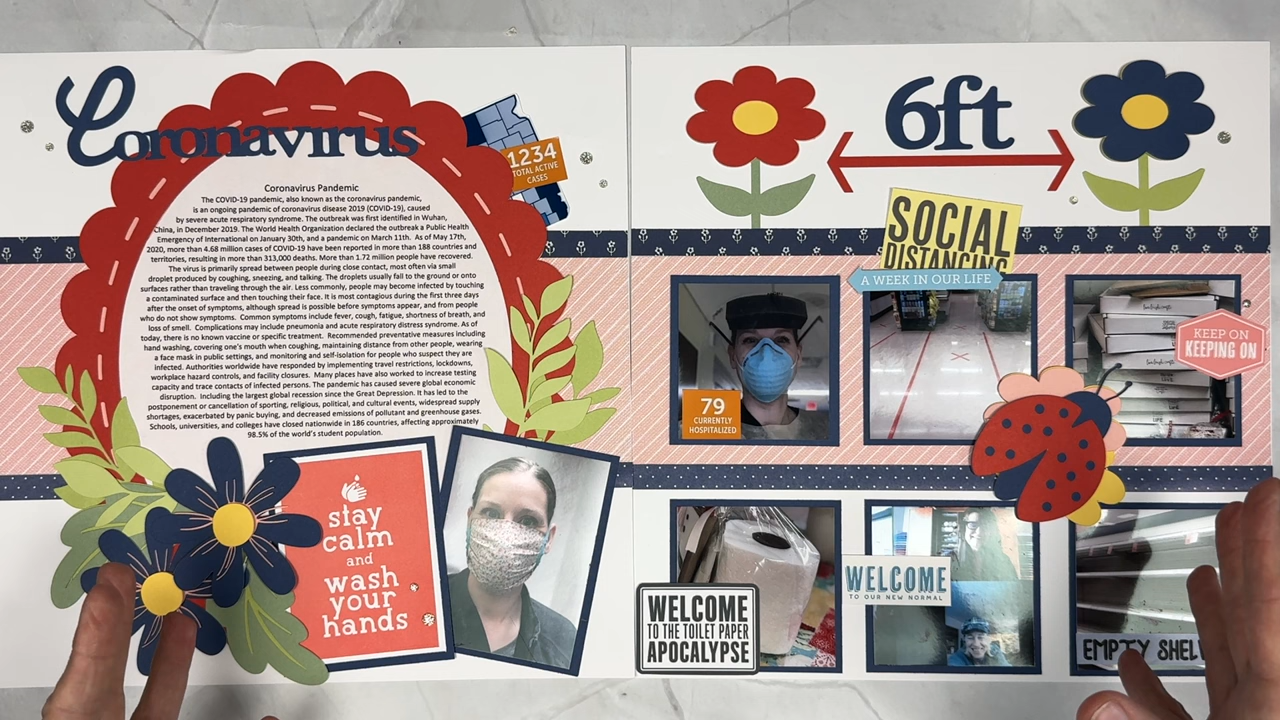 Coronavirus
1234
TOTAL ACTIVE
CASES
Coronavirus Pandemic
The COVID-19 pandemic, also known as the coronavirus pandemic,
is an ongoing pandemic of coronavirus disease 2019 (COVID-19), caused
by severe acute respiratory syndrome. The outbreak was first identified in Wuhan,
China, in December 2019. The World Health Organization declared the outbreak a Public Health
Emergency of International on January 30th, and a pandemic on March 11th. As of May 17th,
2020, more than 4.68 million cases of COVID-19 have been reported in more than 188 countries and
territories, resulting in more than 313,000 deaths. More than 1.72 million people have recovered.
The virus is primarily spread between people during close contact, most often via small
droplet produced by coughing, sneezing, and talking. The droplets usually fall to the ground or onto
surfaces rather than traveling through the air. Less commonly, people may become infected by touching
a contaminated surface and then touching their face. It is most contagious during the first three days
after the onset of symptoms, although spread is possible before symptoms appear, and from people
who do not show symptoms. Common symptoms include fever, cough, fatigue, shortness of breath, and
loss of smell. Complications may include pneumonia and acute respiratory distress syndrome. As of
today, there is no known vaccine or specific treatment. Recommended preventative measures including
hand washing, covering one's mouth when coughing, maintaining distance from other people, wearing
a face mask in public settings, and monitoring and self-isolation for people who suspect they are
infected. Authorities worldwide have responded by implementing travel restrictions, lockdowns,
workplace hazard controls, and facility closures. Many places have also worked to increase testing
capacity and trace contacts of infected persons. The pandemic has caused severe global economic
disruption. Including the largest global recession since the Great Depression. It has led to the
postponement or cancellation of sporting, religious, political, and cultural events, widespread supply
shortages, exacerbated by panic buying, and decreased emissions of pollutant and greenhouse gases.
Schools, universities, and colleges have closed nationwide in 186 countries, affecting approximately
98.5% of the world's student population.
stay
calm
and
wash
your
hands
6ft
SOCIAL
DISTANCING
A WEEK IN OUR LIFE
79
CURRENTLY
HOSPITALIZED
KEEP ON
KEEPING ON
WELCOME
TO THE TOILET PAPER
APOCALYPSE
WELCOME
TO OUR NEW NORMAL
EMPTY SHELV